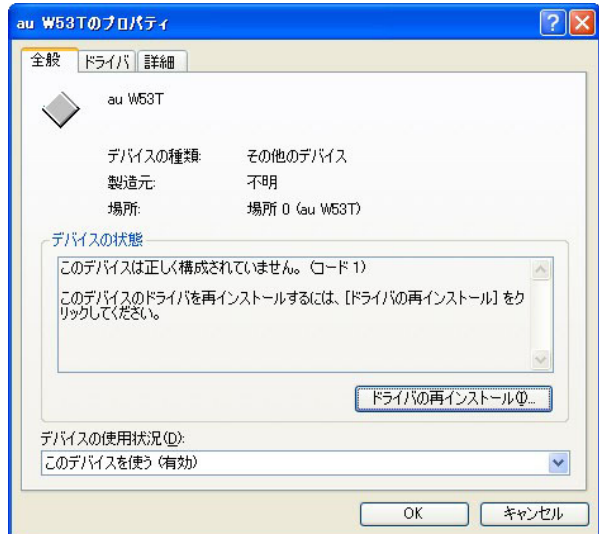 au W53Tのプロパティ
全般 ドライバ 詳細
au W53T
デバイスの種類: その他のデバイス
製造元: 不明
場所: 場所 0 (au W53T)
デバイスの状態
このデバイスは正しく構成されていません。 (コード 1)
このデバイスのドライバを再インストールするには、[ドライバの再インストール] をク
リックしてください。
ドライバの再インストール(I)...
デバイスの使用状況(D):
このデバイスを使う (有効)
OK キャンセル